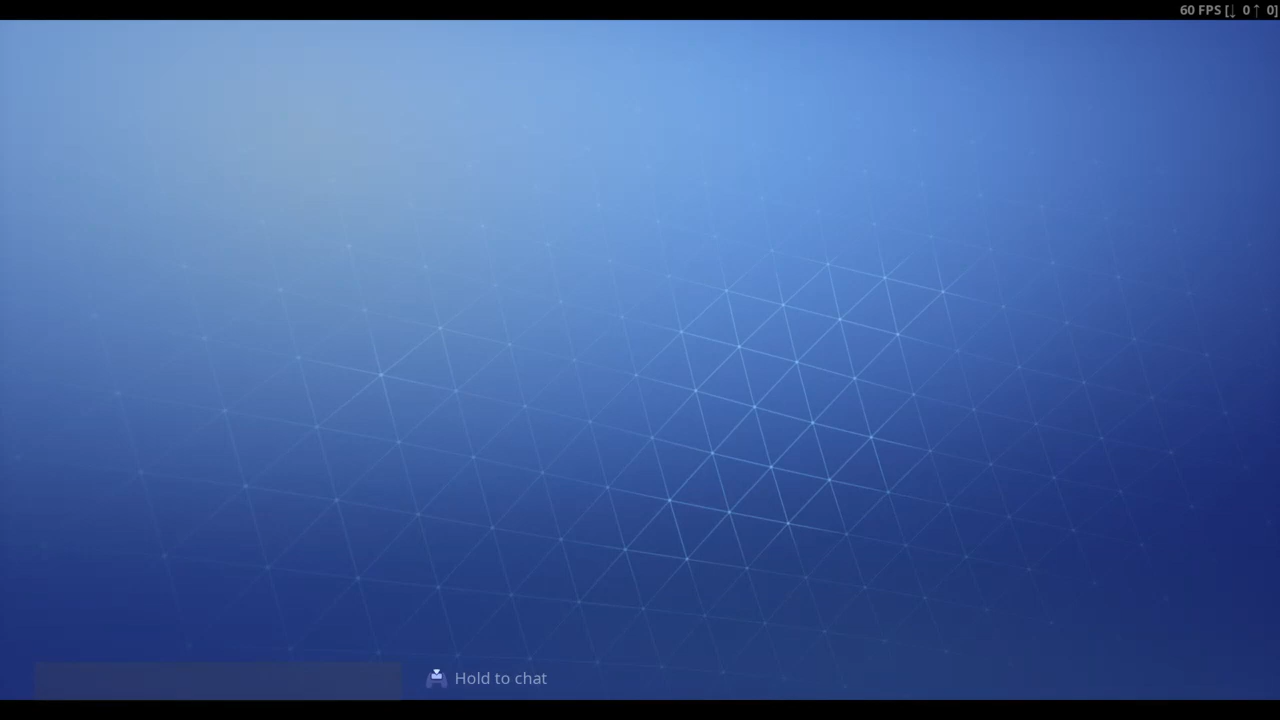 60 FPS [↓ 0↑ 0]
Hold to chat